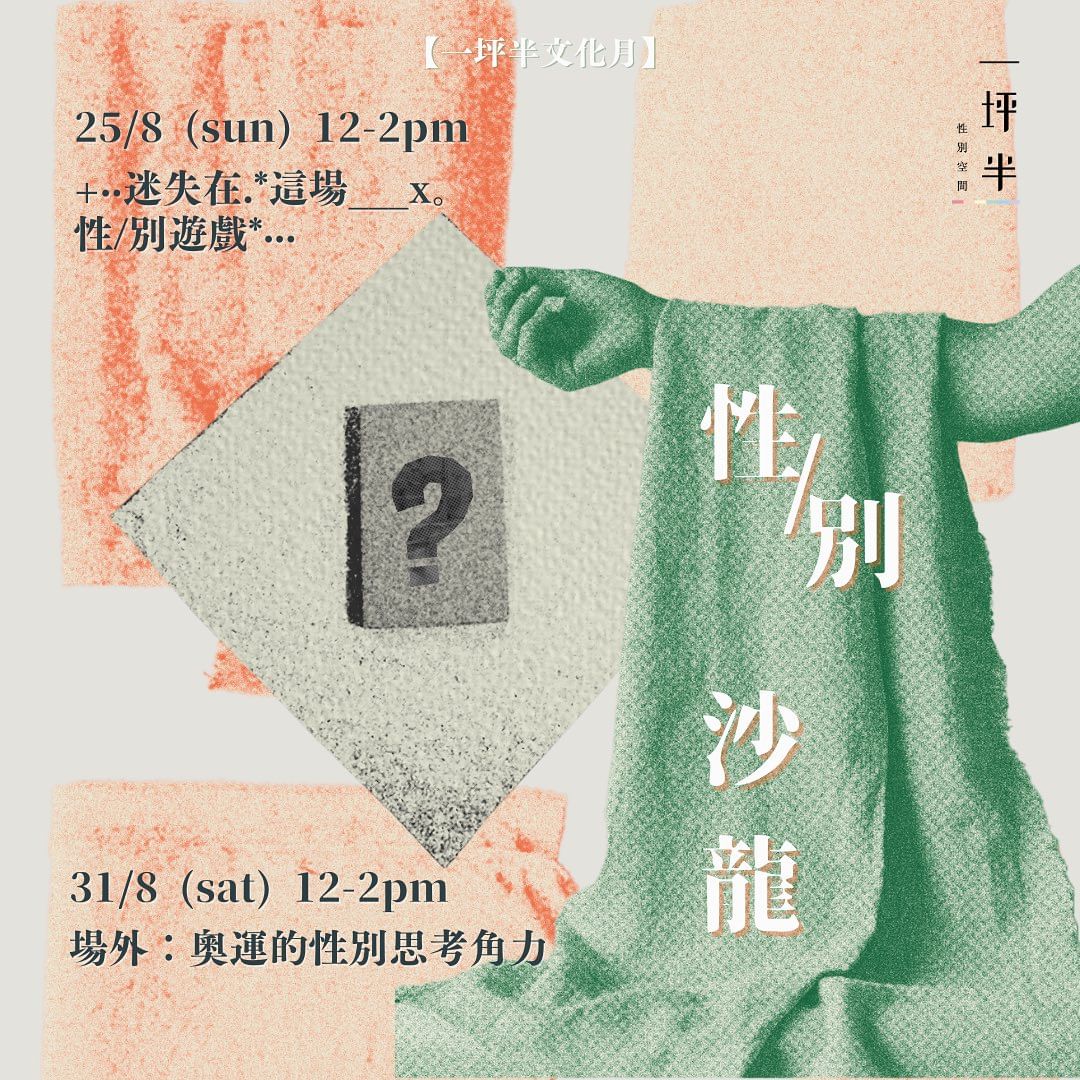 【一坪半文化月】
一坪半
性別空間
25/8 (sun) 12-2pm
+··迷失在.*這場___x。
性/別遊戲*···
?
性/別
沙龍
31/8 (sat) 12-2pm
場外：奧運的性別思考角力